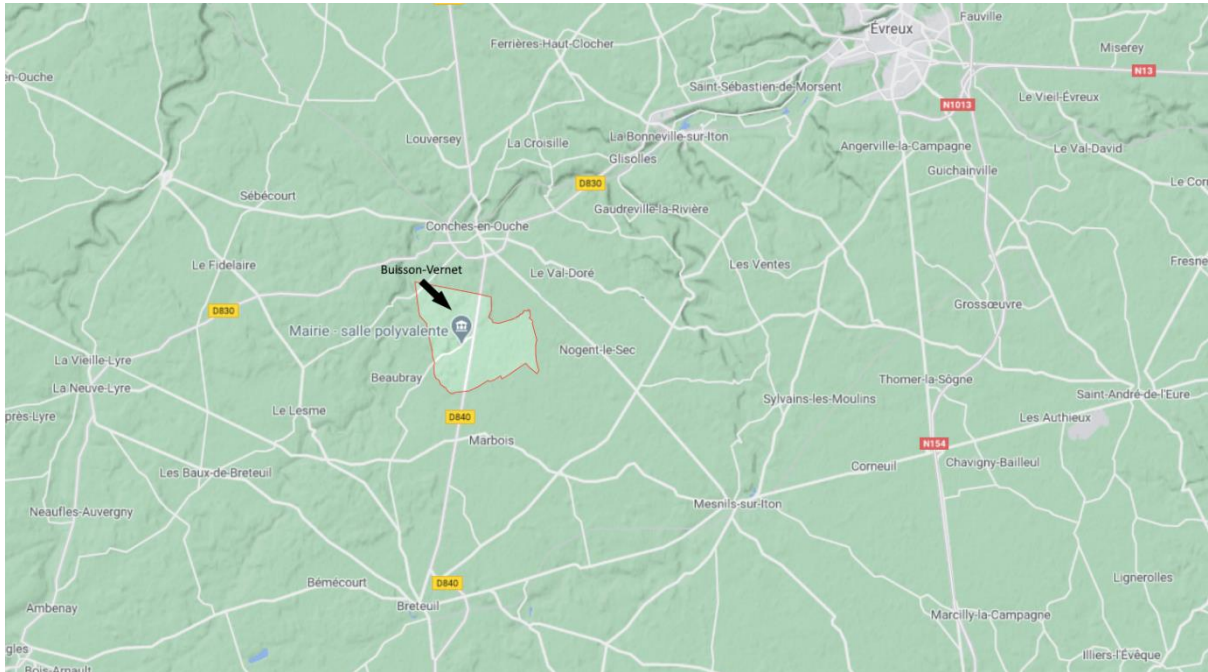 Évreux
Fauville
Ferrières-Haut-Clocher
Miserey
en-Ouche
N13
Saint-Sébastien-de-Morsent
Le Vieil-Évreux
N1013
Louversey
La Croisille
La Bonneville-sur-Iton
Angerville-la-Campagne
Le Val-David
Glisolles
Guichainville
D830
Le Cor
Sébécourt
Gaudreville-la-Rivière
Conches-en-Ouche
Le Fidelaire
Buisson-Vernet
Le Val-Doré
Les Ventes
Fresne
Grossœuvre
D830
Mairie - salle polyvalente
Nogent-le-Sec
La Vieille-Lyre
Beaubray
Thomer-la-Sôgne
La Neuve-Lyre
Saint-André-de-l'Eure
Sylvains-les-Moulins
Le Lesme
près-Lyre
D840
Les Authieux
Marbois
N154
Les Baux-de-Breteuil
Corneuil
Chavigny-Bailleul
Neaufles-Auvergny
Mesnils-sur-Iton
Bémécourt
D840
Lignerolles
Ambenay
Breteuil
Marcilly-la-Campagne
gles
Illiers-l'Évêque
Bois-Arnault